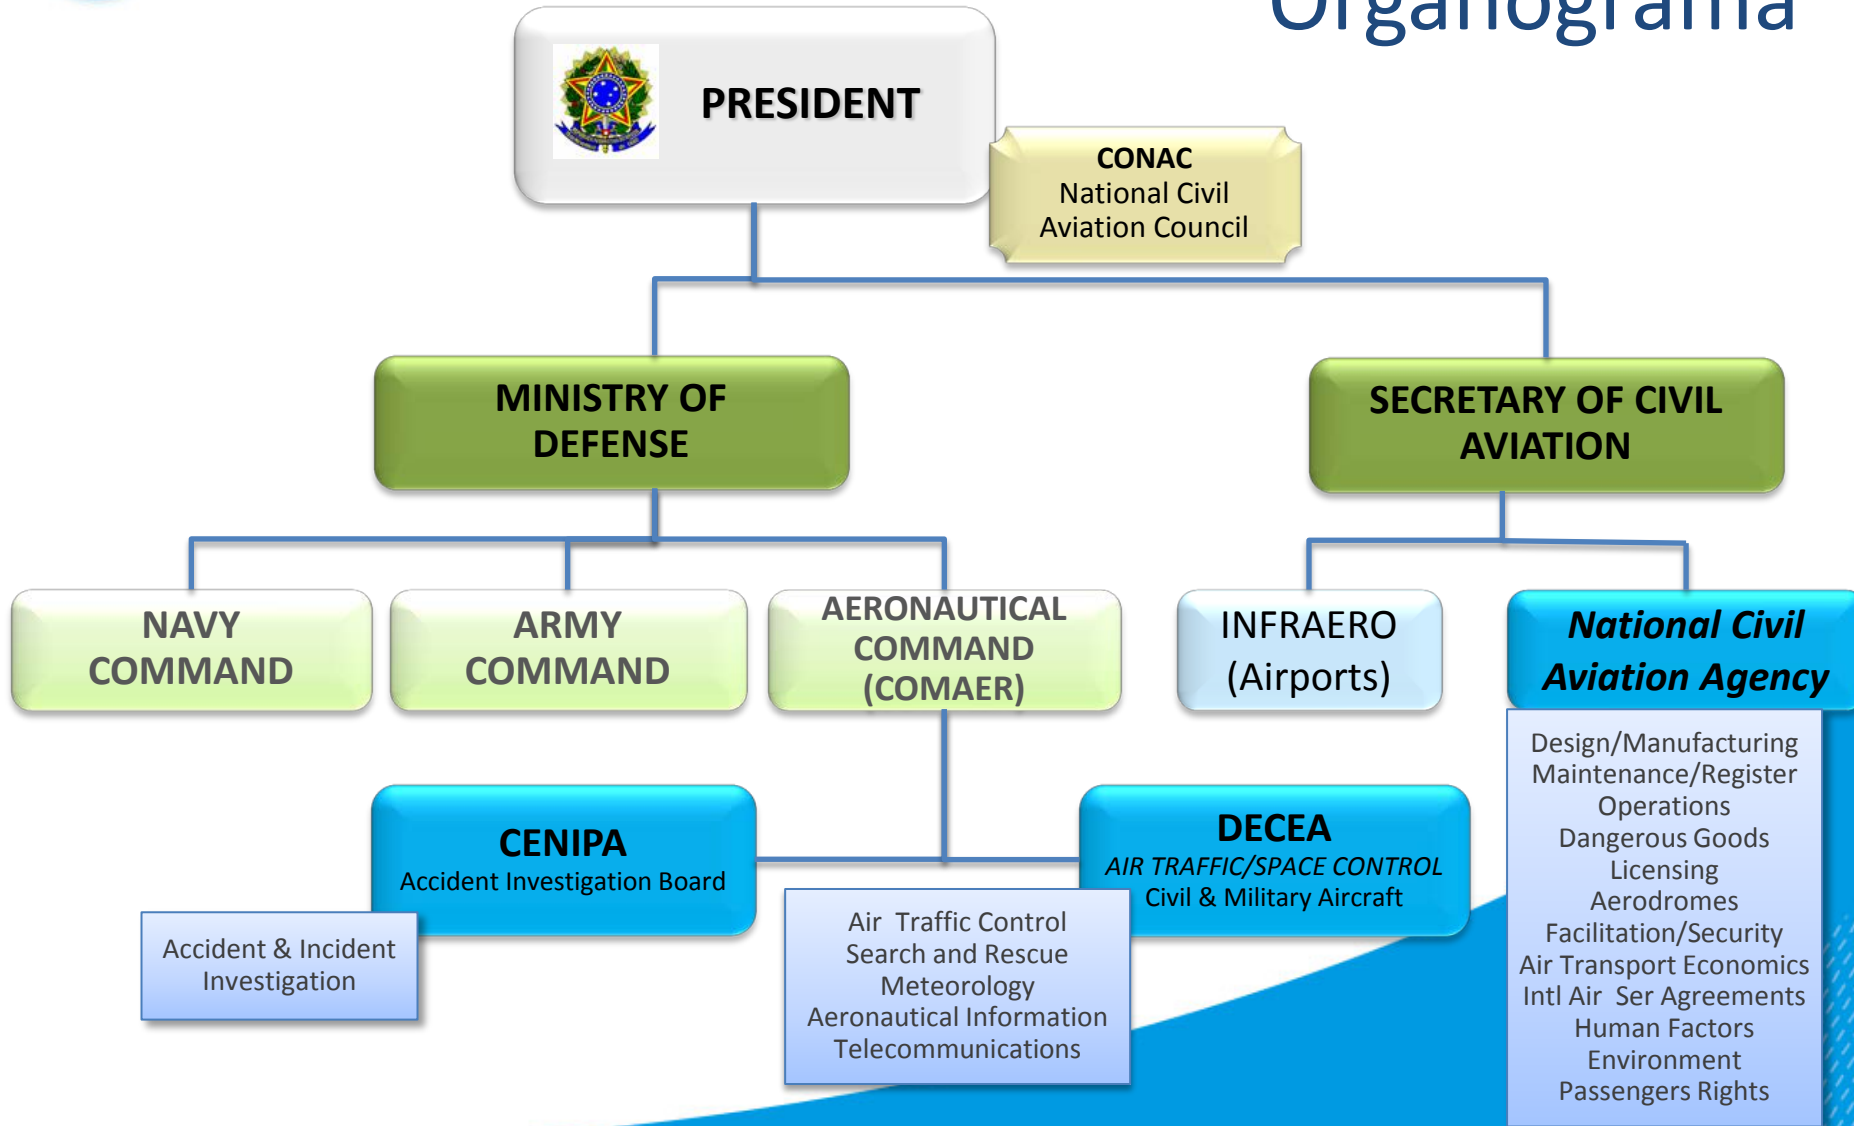 Organograma
PRESIDENT
CONAC
National Civil
Aviation Council
MINISTRY OF
DEFENSE
SECRETARY OF CIVIL
AVIATION
NAVY
COMMAND
ARMY
COMMAND
AERONAUTICAL
COMMAND
(COMAER)
INFRAERO
(Airports)
National Civil
Aviation Agency
CENIPA
Accident Investigation Board
Accident & Incident
Investigation
DECEA
AIR TRAFFIC/SPACE CONTROL
Civil & Military Aircraft
Air Traffic Control
Search and Rescue
Meteorology
Aeronautical Information
Telecommunications
Design/Manufacturing
Maintenance/Register
Operations
Dangerous Goods
Licensing
Aerodromes
Facilitation/Security
Air Transport Economics
Intl Air Ser Agreements
Human Factors
Environment
Passengers Rights